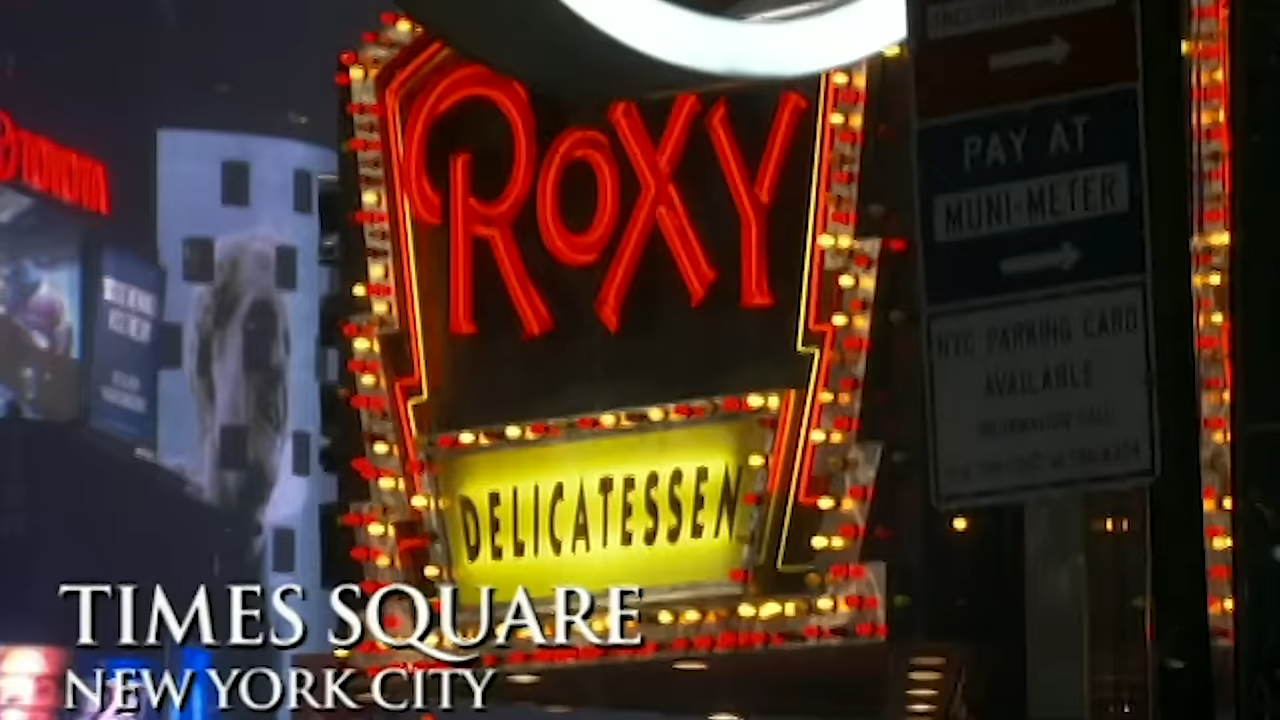 TOYOTA
ROXY
DELICATESSEN
PAY AT
MUNI-METER
NYC PARKING CARD
AVAILABLE
TIMES SQUARE
NEW YORK CITY